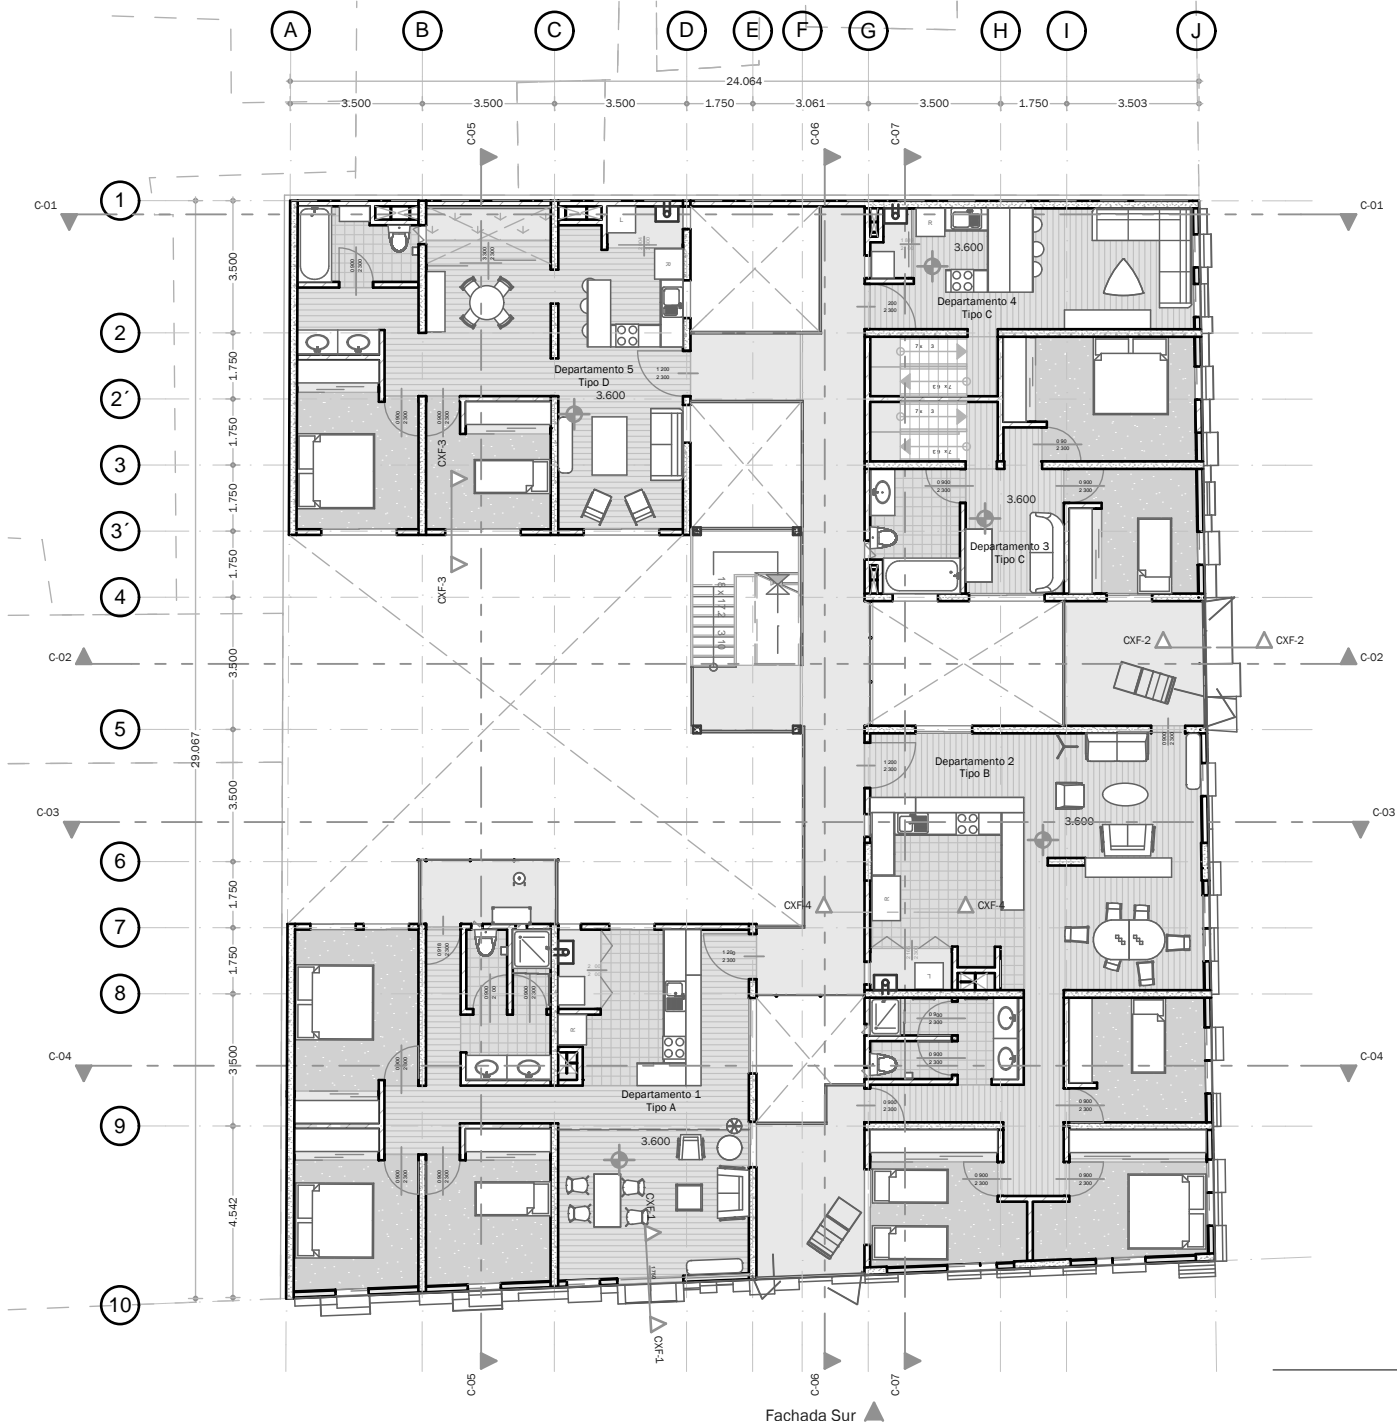 A B C D E F G H I J
24.064
3.500 3.500 3.500 1.750 3.061 3.500 1.750 3.503
C-05 C-06 C-07
1
C-01 C-01
3.500
3.600
Departamento 4
Tipo C
2
1.750
Departamento 5
Tipo D
3.600
2´
1.750
CXF-3
3
3.600
1.750
3´
Departamento 3
Tipo C
1.750
CXF-3
4
CXF-2 CXF-2
C-02 C-02
3.500
5
29.067
Departamento 2
Tipo B
3.500
C-03 C-03
3.600
6
1.750
CXF-4 CXF-4
7
1.750
8
C-04 C-04
3.500
Departamento 1
Tipo A
9
3.600
4.542
CXF-1
10
CXF-1
C-05 C-06 C-07
Fachada Sur